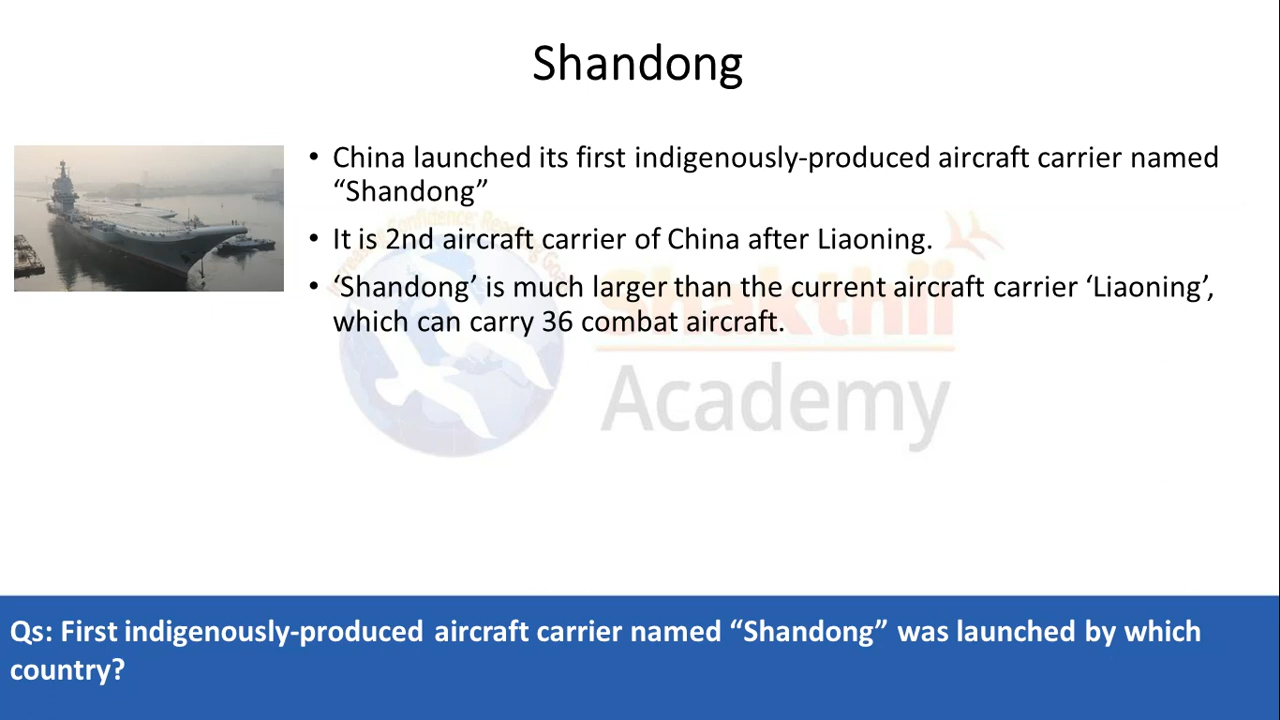 Shandong
• China launched its first indigenously-produced aircraft carrier named
“Shandong”
• It is 2nd aircraft carrier of China after Liaoning.
• ‘Shandong’ is much larger than the current aircraft carrier ‘Liaoning’,
which can carry 36 combat aircraft.
Shakthii
Academy
Qs: First indigenously-produced aircraft carrier named “Shandong” was launched by which
country?